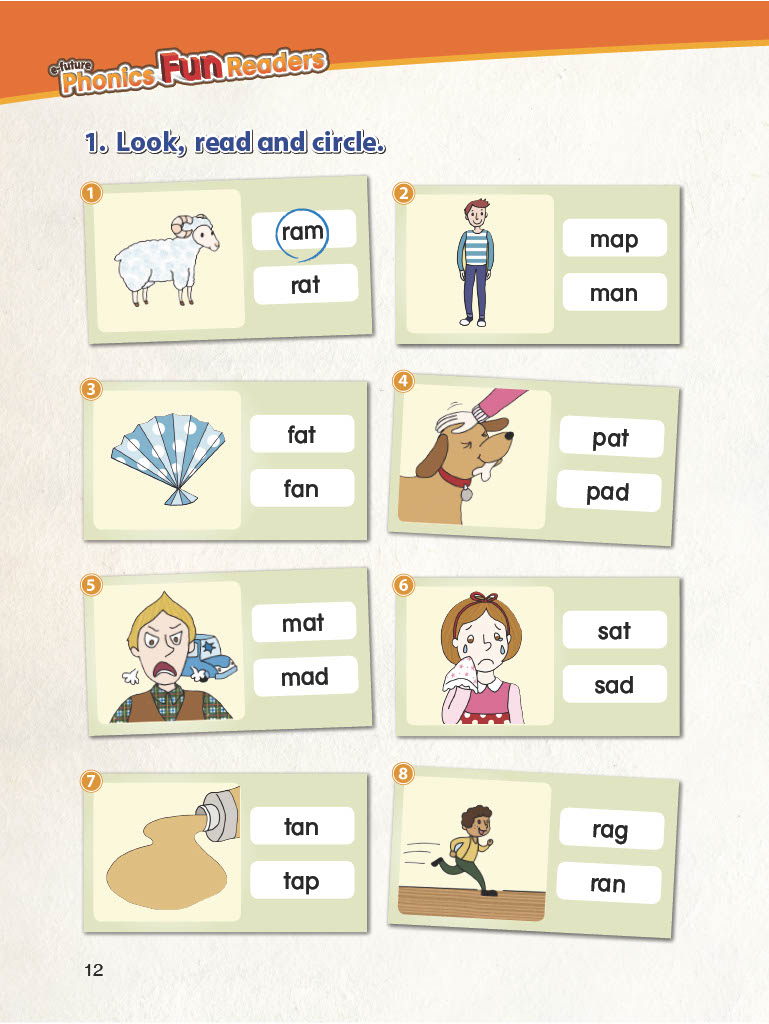 e-future
Phonics Fun Readers
1. Look, read and circle.
1
ram
rat
2
map
man
3
fat
fan
4
pat
pad
5
mat
mad
6
sat
sad
7
tan
tap
8
rag
ran
12